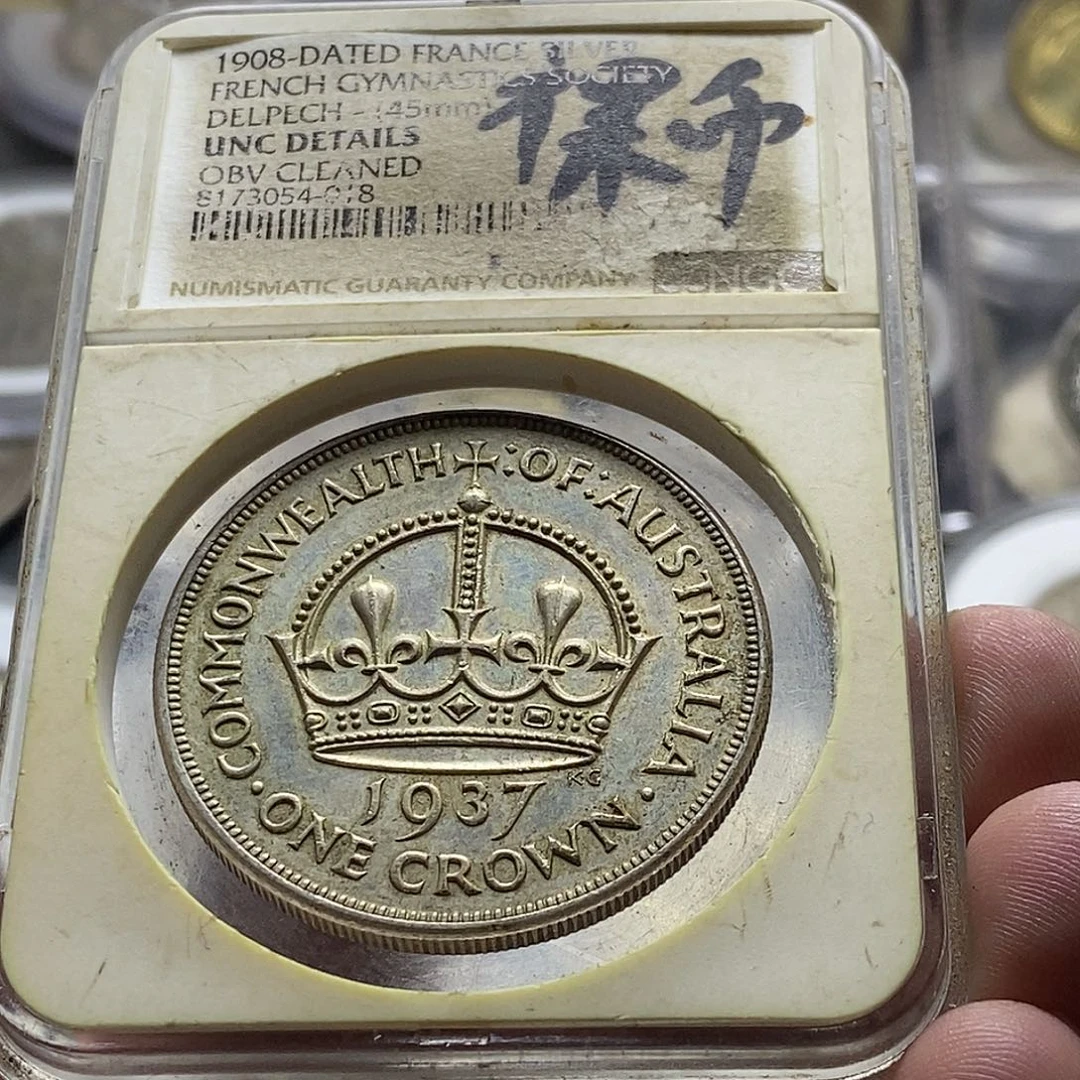 1908-DATED FRANCE SILVER
FRENCH GYMNASTICS SOCIETY
DELPECH - (45mm)
UNC DETAILS
OBV CLEANED
8173054-018
NUMISMATIC GUARANTY COMPANY
COMMONWEALTH OF AUSTRALIA
1937
KG
ONE CROWN